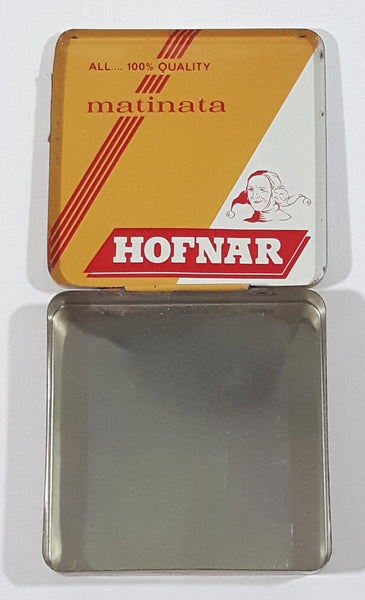 ALL.... 100% QUALITY
matinata
HOFNAR